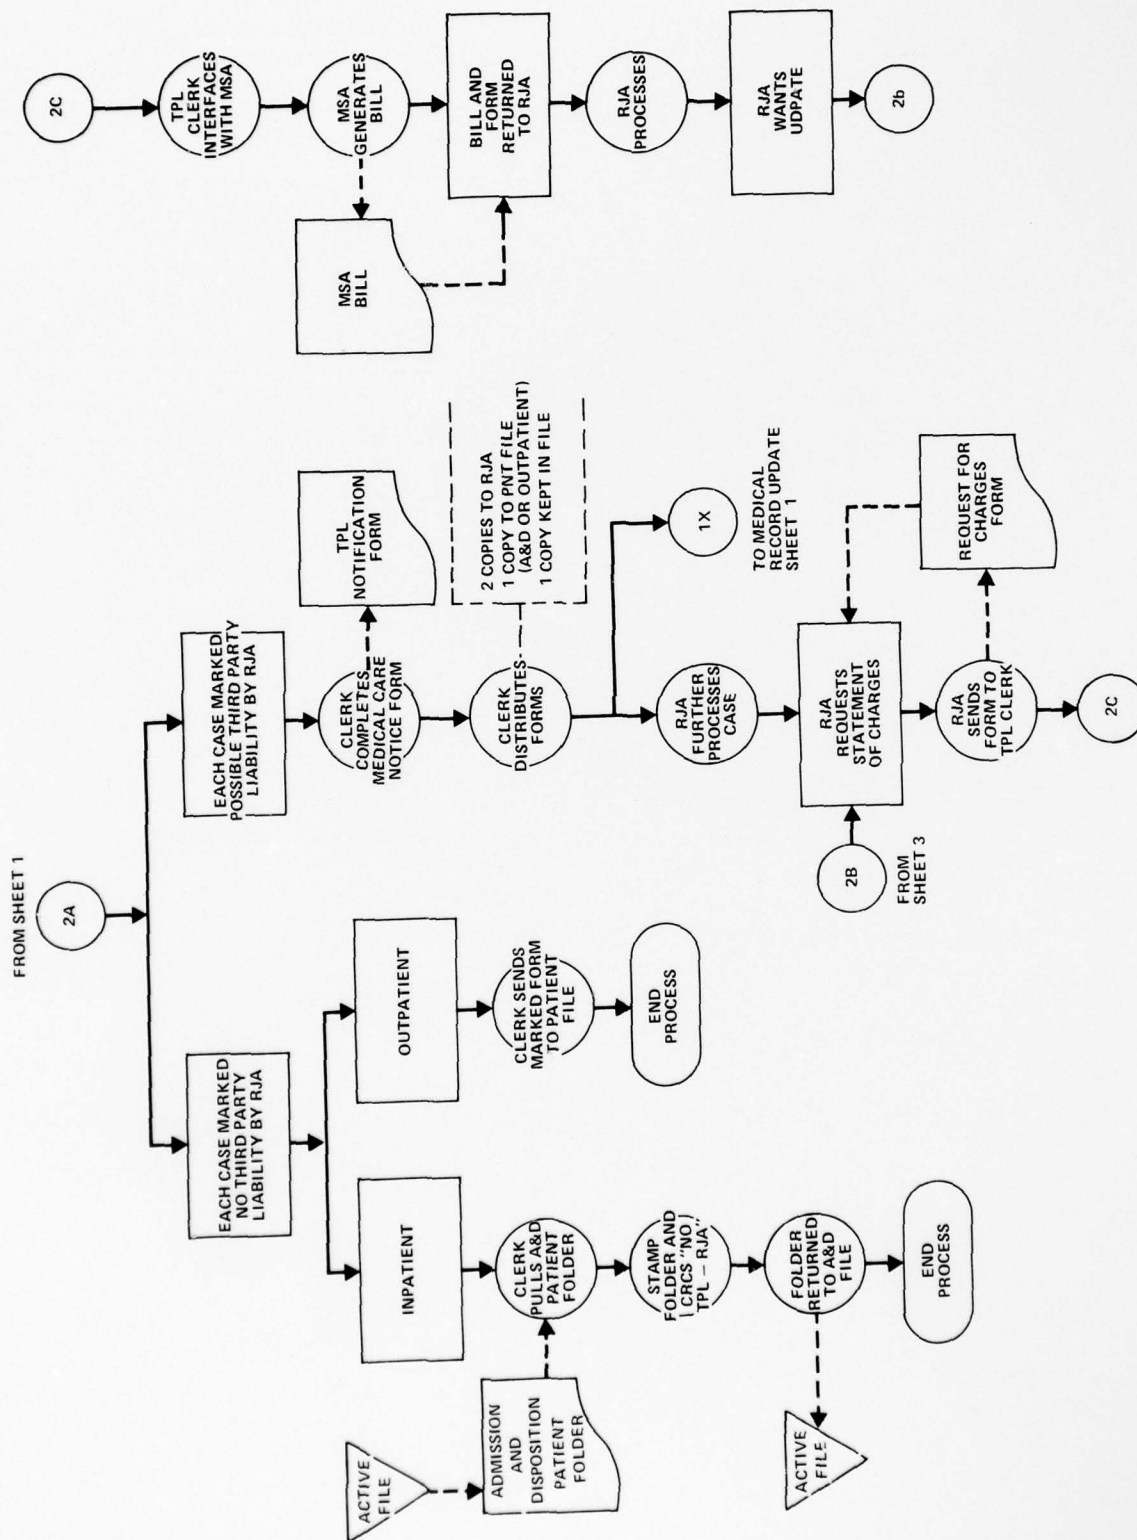 FROM SHEET 1
2A
EACH CASE MARKED
NO THIRD PARTY
LIABILITY BY RJA
INPATIENT
ACTIVE
FILE
ADMISSION
AND
DISPOSITION
PATIENT
FOLDER
CLERK
PULLS A&D
PATIENT
FOLDER
STAMP
FOLDER AND
CRCS "NO
TPL – RJA"
FOLDER
RETURNED
TO A&D
FILE
ACTIVE
FILE
END
PROCESS
OUTPATIENT
CLERK SENDS
MARKED FORM
TO PATIENT
FILE
END
PROCESS
EACH CASE MARKED
POSSIBLE THIRD PARTY
LIABILITY BY RJA
CLERK
COMPLETES
MEDICAL CARE
NOTICE FORM
TPL
NOTIFICATION
FORM
CLERK
DISTRIBUTES
FORMS
2 COPIES TO RJA
1 COPY TO PNT FILE
(A&D OR OUTPATIENT)
1 COPY KEPT IN FILE
1X
TO MEDICAL
RECORD UPDATE
SHEET 1
RJA
FURTHER
PROCESSES
CASE
2B
FROM
SHEET 3
RJA
REQUESTS
STATEMENT
OF CHARGES
REQUEST FOR
CHARGES
FORM
RJA
SENDS
FORM TO
TPL CLERK
2C
2C
TPL
CLERK
INTERFACES
WITH MSA
MSA
GENERATES
BILL
MSA
BILL
BILL AND
FORM
RETURNED
TO RJA
RJA
PROCESSES
RJA
WANTS
UDPATE
2b